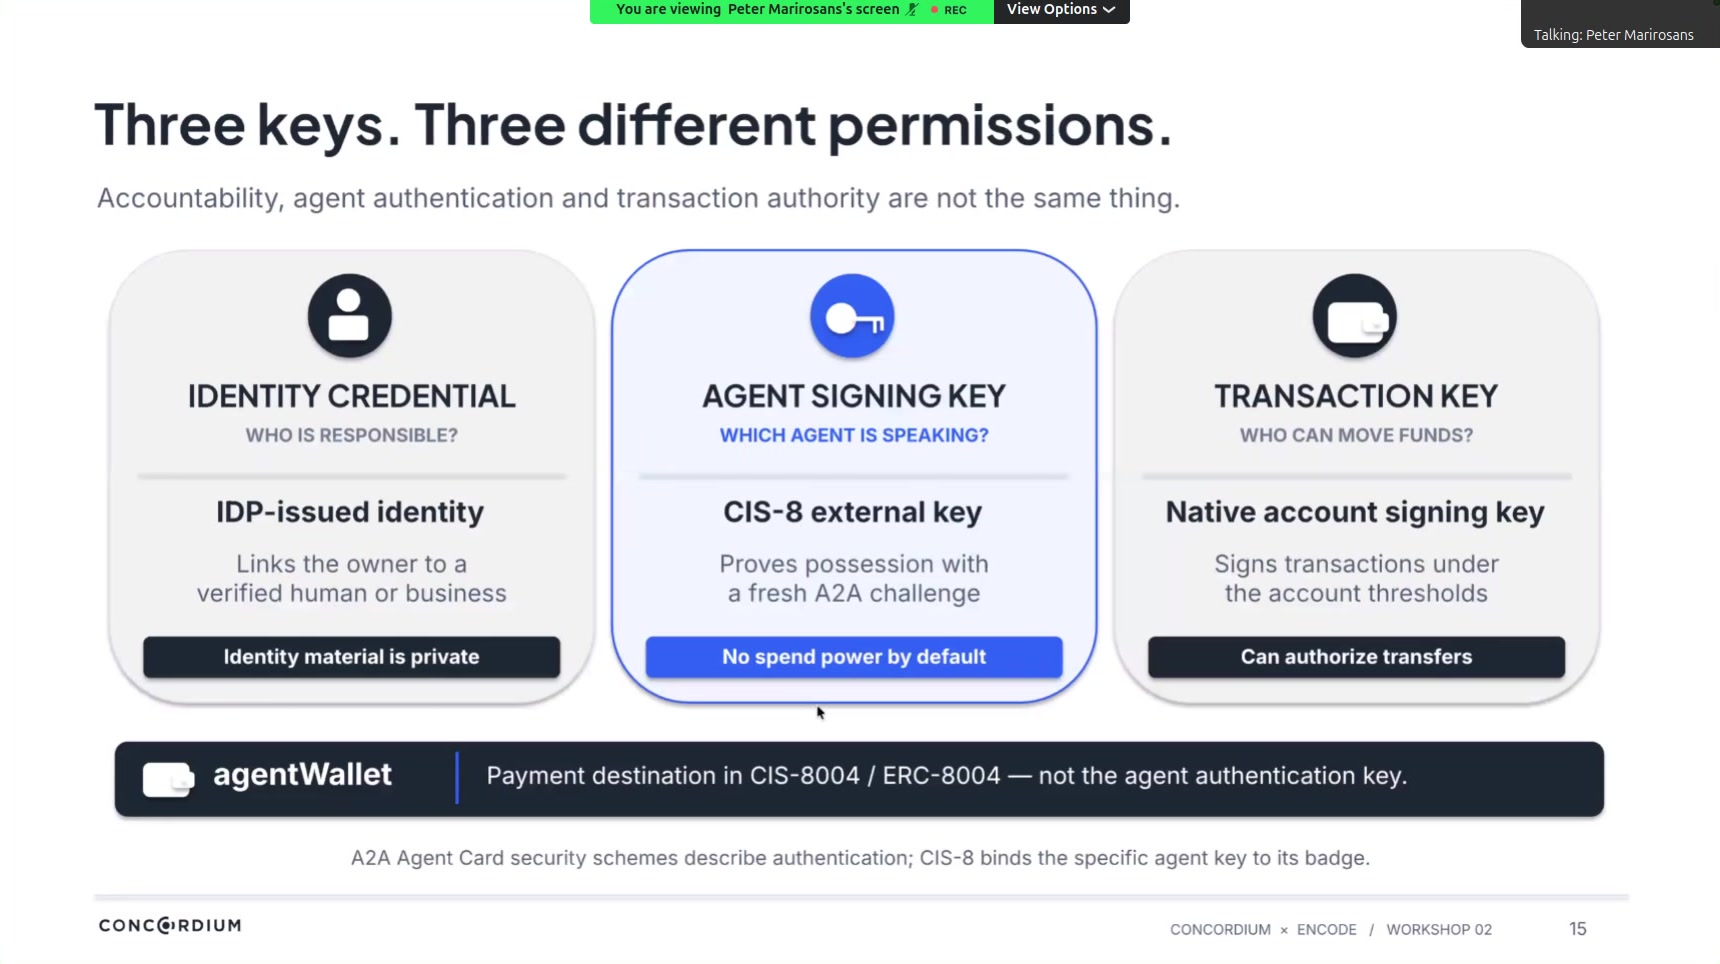 You are viewing Peter Marirosans's screen REC View Options
Talking: Peter Marirosans
Three keys. Three different permissions.
Accountability, agent authentication and transaction authority are not the same thing.
IDENTITY CREDENTIAL
WHO IS RESPONSIBLE?
IDP-issued identity
Links the owner to a
verified human or business
Identity material is private
AGENT SIGNING KEY
WHICH AGENT IS SPEAKING?
CIS-8 external key
Proves possession with
a fresh A2A challenge
No spend power by default
TRANSACTION KEY
WHO CAN MOVE FUNDS?
Native account signing key
Signs transactions under
the account thresholds
Can authorize transfers
agentWallet
Payment destination in CIS-8004 / ERC-8004 — not the agent authentication key.
A2A Agent Card security schemes describe authentication; CIS-8 binds the specific agent key to its badge.
CONCORDIUM
CONCORDIUM × ENCODE / WORKSHOP 02
15